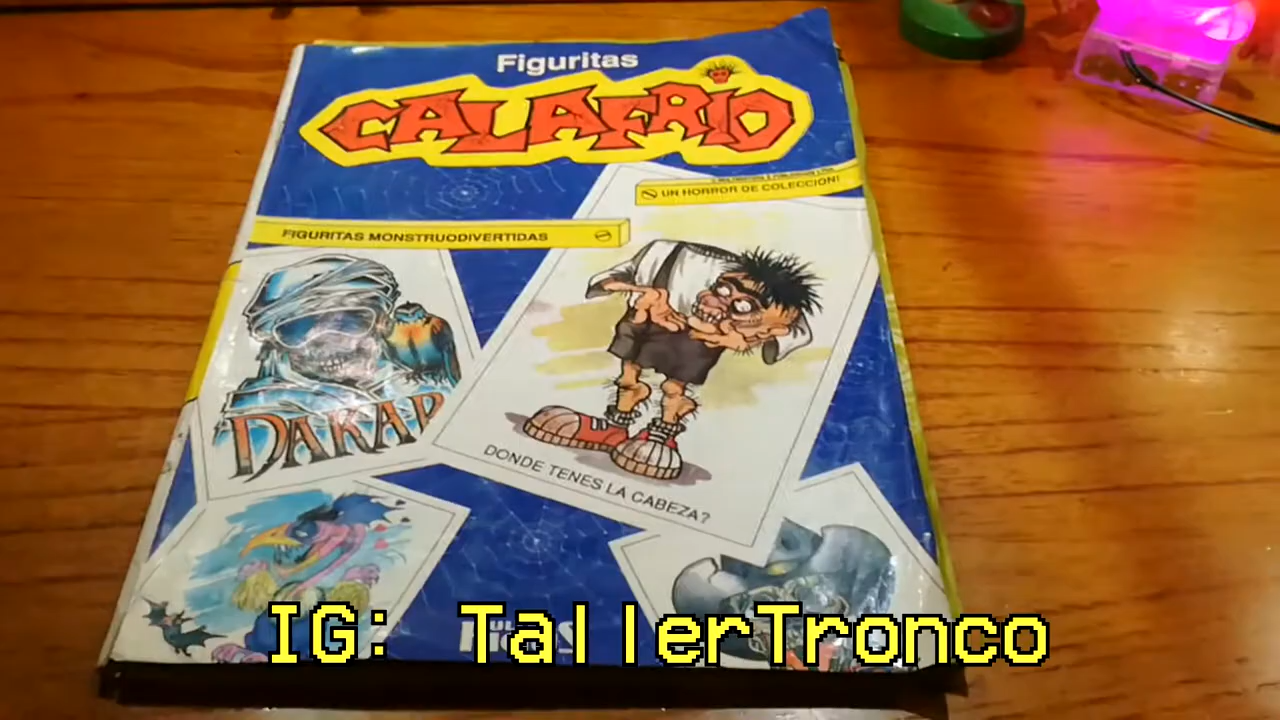 Figuritas
CALAFRIO
UN HORROR DE COLECCION!
FIGURITAS MONSTRUODIVERTIDAS
DAKAR
DONDE TENES LA CABEZA?
IG: TallerTronco